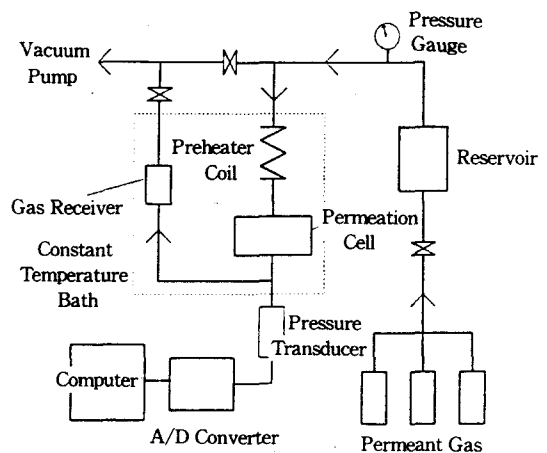 Pressure
Gauge
Vacuum
Pump
Preheater
Coil
Reservoir
Gas Receiver
Permeation
Cell
Constant
Temperature
Bath
Pressure
Transducer
Computer
A/D Converter
Permeant Gas